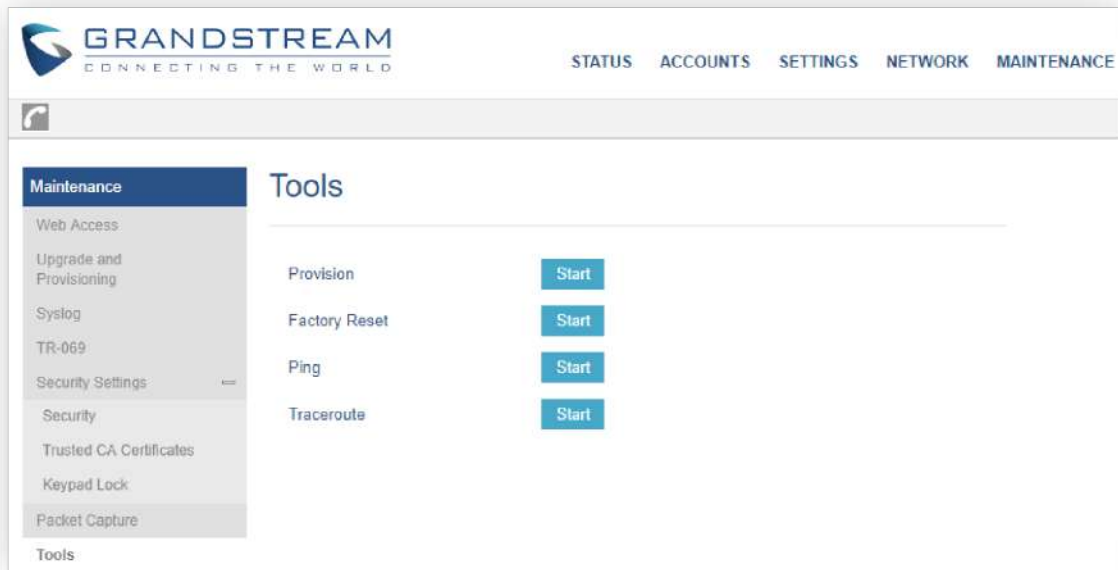 GRANDSTREAM
CONNECTING THE WORLD
STATUS ACCOUNTS SETTINGS NETWORK MAINTENANCE
Maintenance
Web Access
Upgrade and
Provisioning
Syslog
TR-069
Security Settings
Security
Trusted CA Certificates
Keypad Lock
Packet Capture
Tools
Tools
Provision Start
Factory Reset Start
Ping Start
Traceroute Start